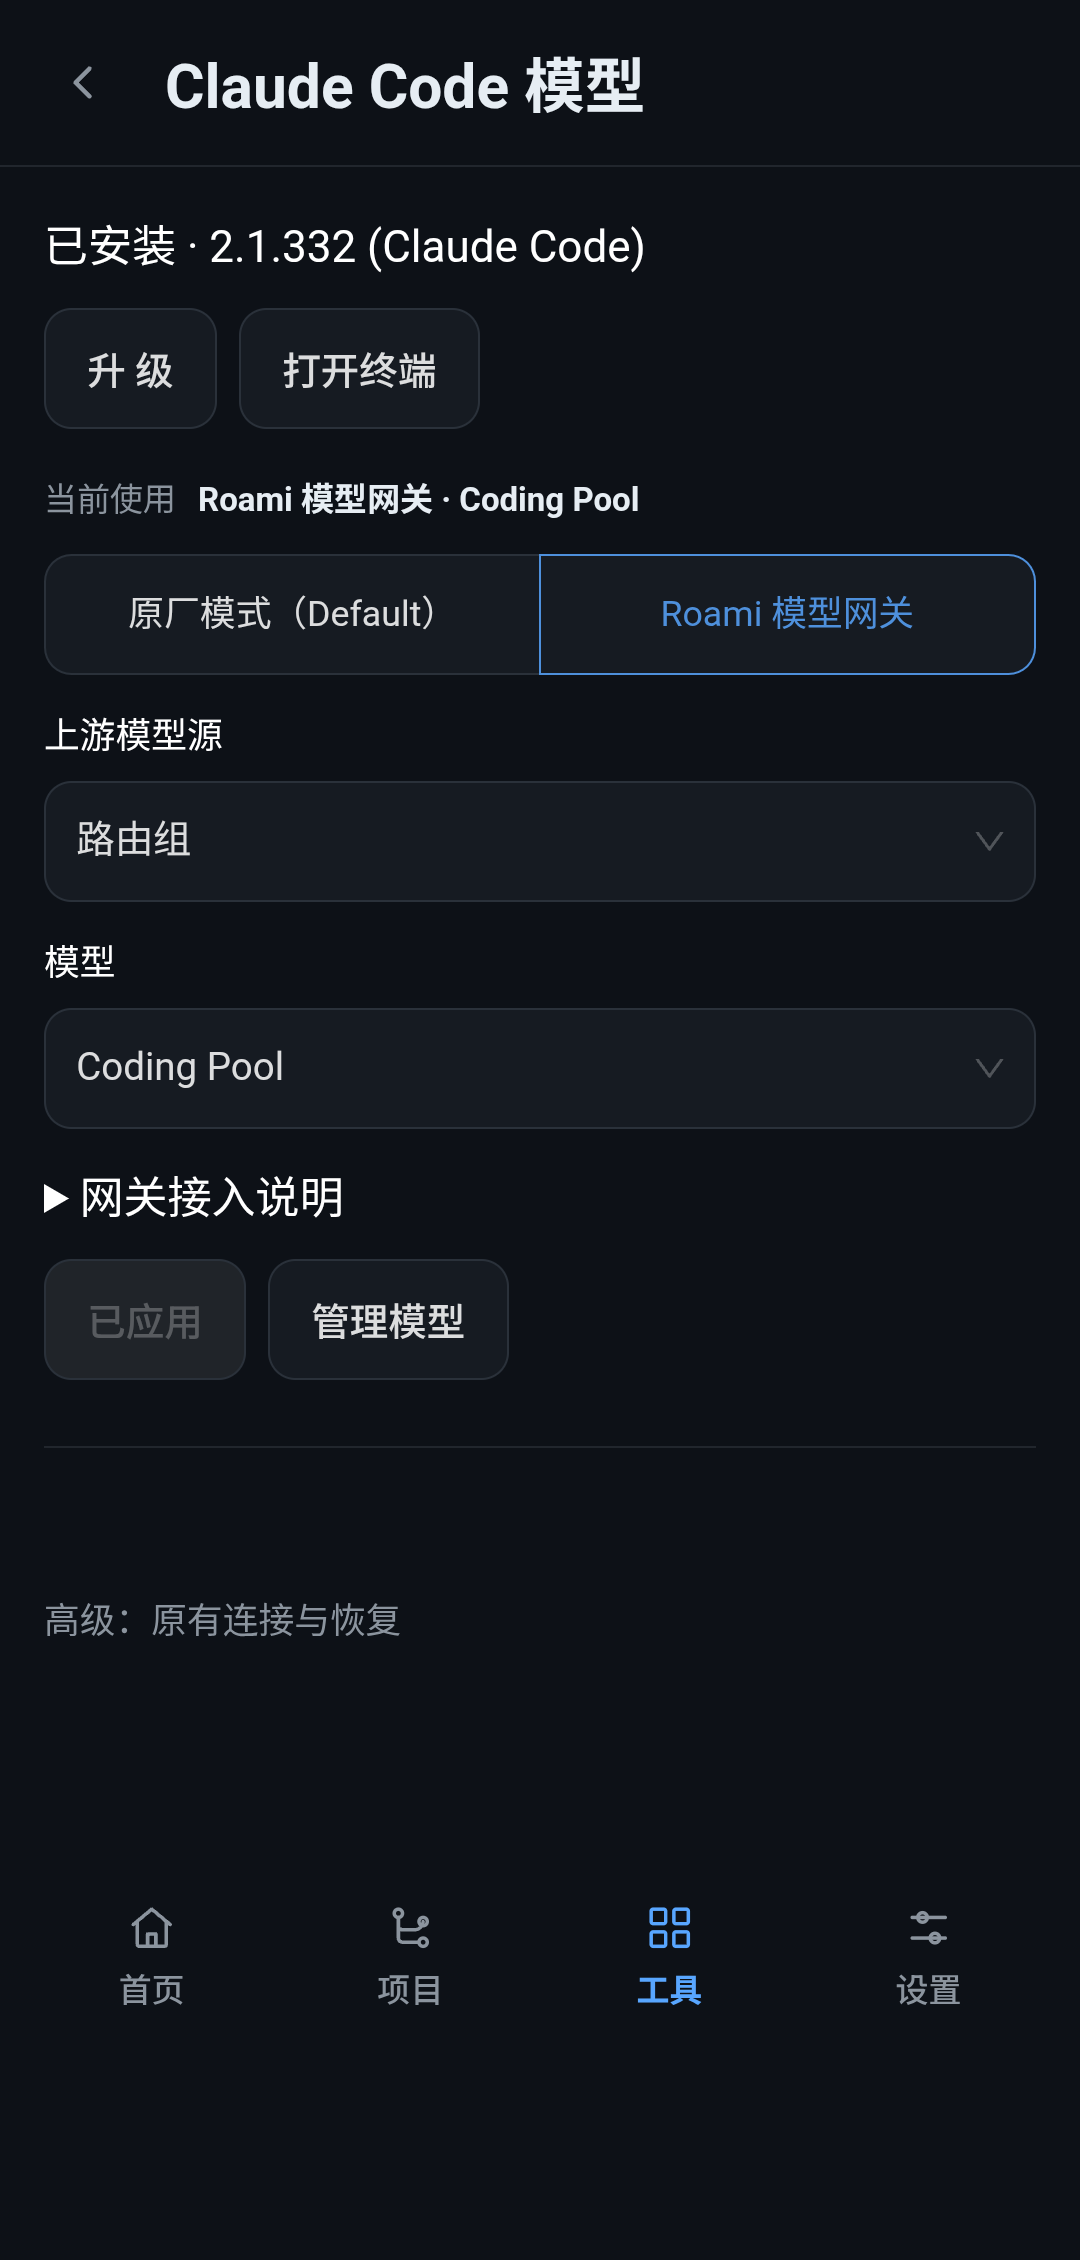 Claude Code 模型
已安装 · 2.1.332 (Claude Code)
升 级
打开终端
当前使用 Roami 模型网关 · Coding Pool
原厂模式（Default）
Roami 模型网关
上游模型源
路由组
模型
Coding Pool
网关接入说明
已应用
管理模型
高级：原有连接与恢复
首页
项目
工具
设置